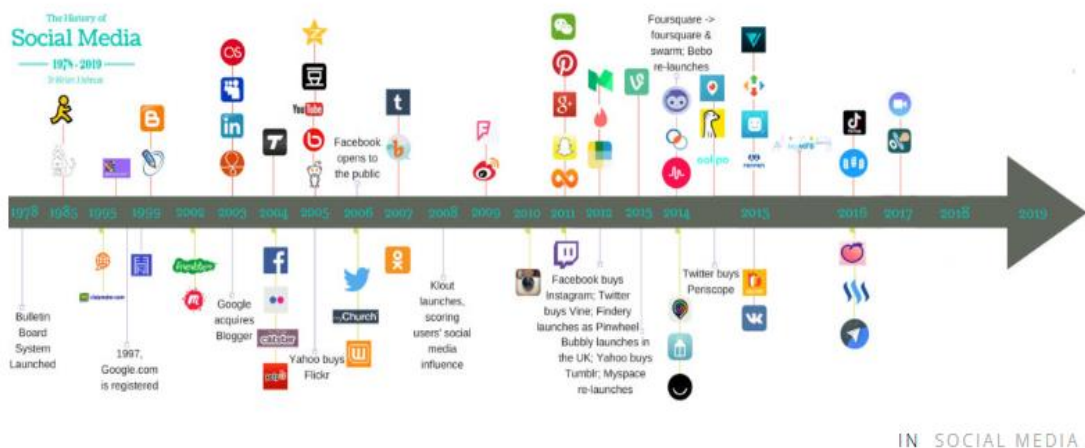 The History of
Social Media
1978 - 2019
Foursquare ->
foursquare &
swarm; Bebo
re-launches
You Tube
Facebook
opens to
the public
TikTok
1978 1985 1995 1999 2002 2003 2004 2005 2006 2007 2008 2009 2010 2011 2012 2013 2014 2015 2016 2017 2018 2019
Bulletin
Board
System
Launched
1997,
Google.com
is registered
Google
acquires
Blogger
Yahoo buys
Flickr
Church
Klout
launches,
scoring
users' social
media
influence
Facebook buys
Instagram; Twitter
buys Vine; Findery
launches as Pinwheel
Bubbly launches in
the UK; Yahoo buys
Tumblr; Myspace
re-launches
Twitter buys
Periscope
IN SOCIAL MEDIA